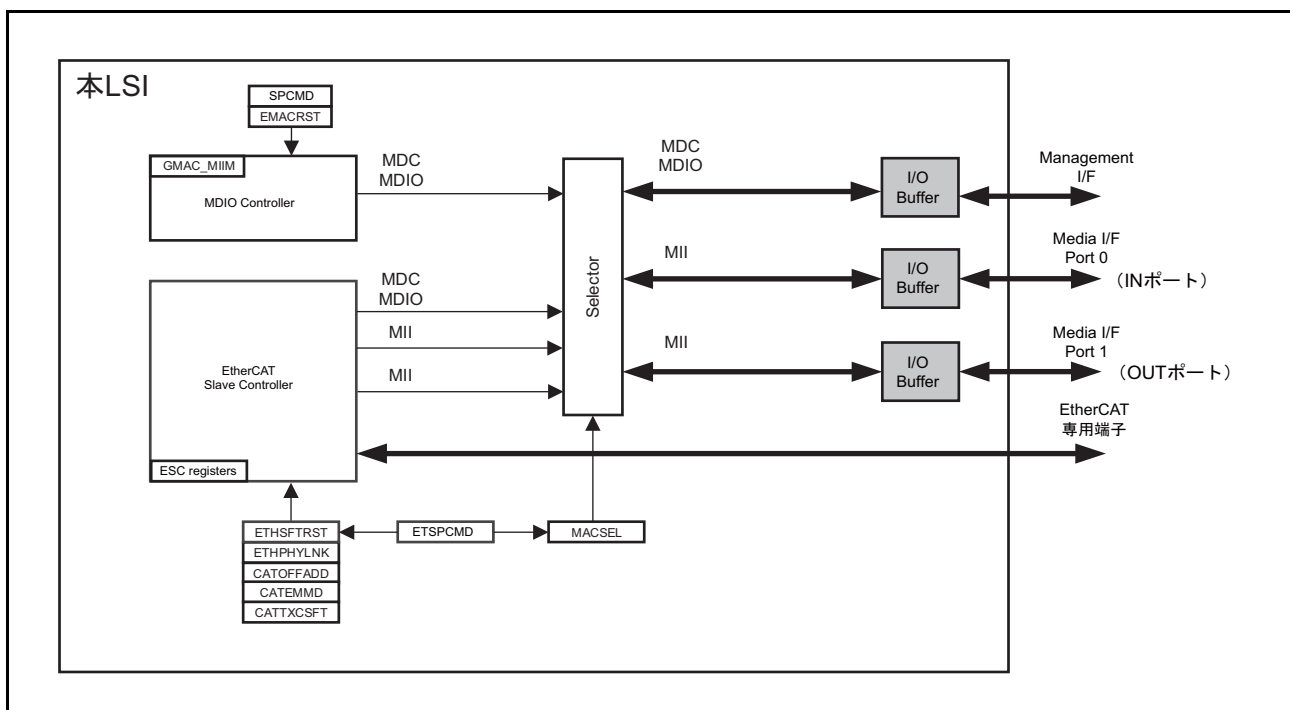 本LSI
SPCMD
EMACRST
GMAC_MIIM
MDIO Controller
MDC
MDIO
EtherCAT
Slave Controller
ESC registers
MDC
MDIO
MII
MII
ETHSFTRST
ETHPHYLNK
CATOFFADD
CATEMMD
CATTXCSFT
ETSPCMD
MACSEL
Selector
MDC
MDIO
MII
MII
I/O
Buffer
I/O
Buffer
I/O
Buffer
Management
I/F
Media I/F
Port 0
（INポート）
Media I/F
Port 1
（OUTポート）
EtherCAT
専用端子